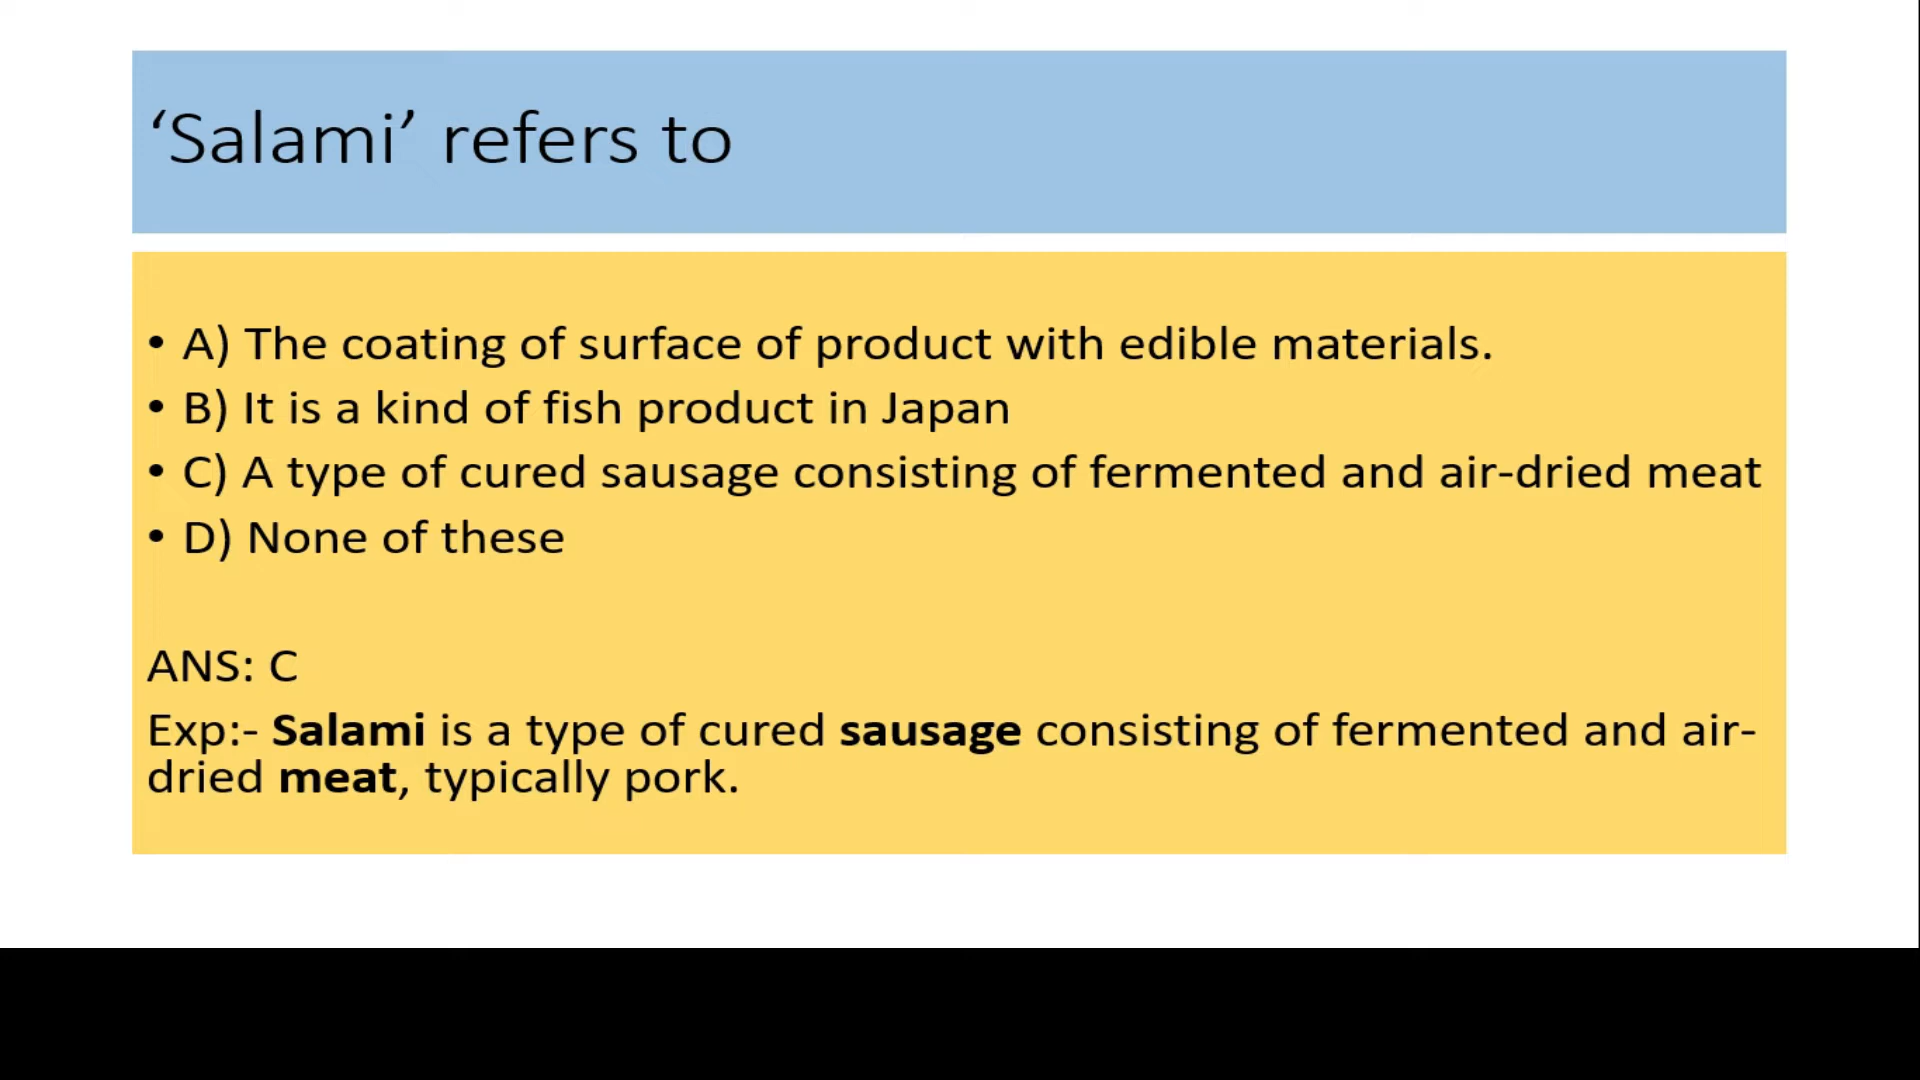 ‘Salami’ refers to
• A) The coating of surface of product with edible materials.
• B) It is a kind of fish product in Japan
• C) A type of cured sausage consisting of fermented and air-dried meat
• D) None of these
ANS: C
Exp:- Salami is a type of cured sausage consisting of fermented and air-
dried meat, typically pork.